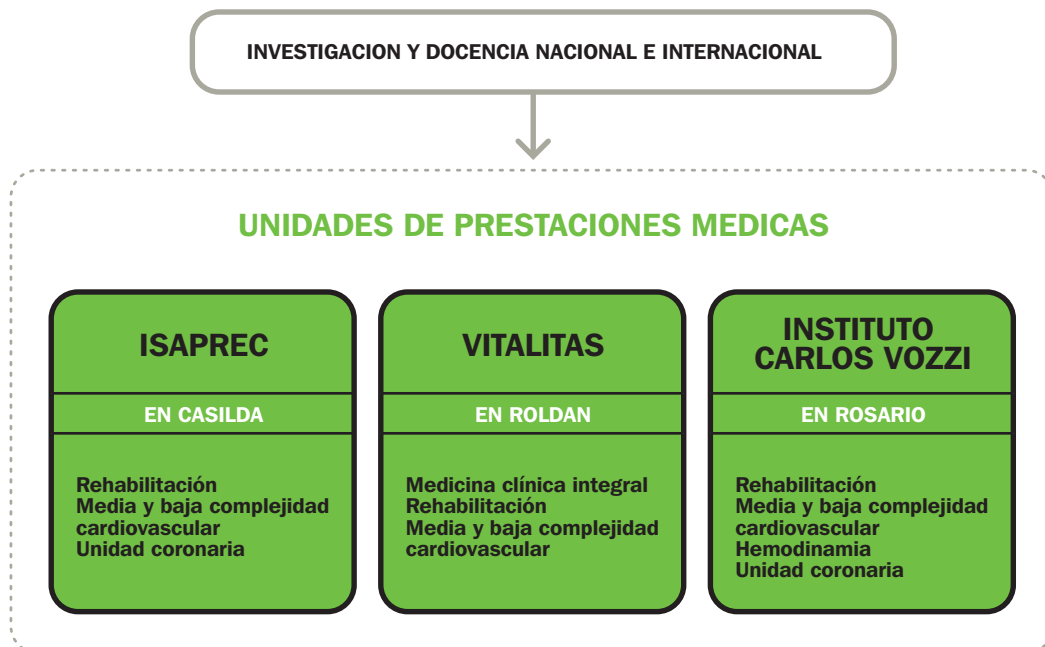 INVESTIGACION Y DOCENCIA NACIONAL E INTERNACIONAL
UNIDADES DE PRESTACIONES MEDICAS
ISAPREC
EN CASILDA
Rehabilitación
Media y baja complejidad
cardiovascular
Unidad coronaria
VITALITAS
EN ROLDAN
Medicina clínica integral
Rehabilitación
Media y baja complejidad
cardiovascular
INSTITUTO
CARLOS VOZZI
EN ROSARIO
Rehabilitación
Media y baja complejidad
cardiovascular
Hemodinamia
Unidad coronaria